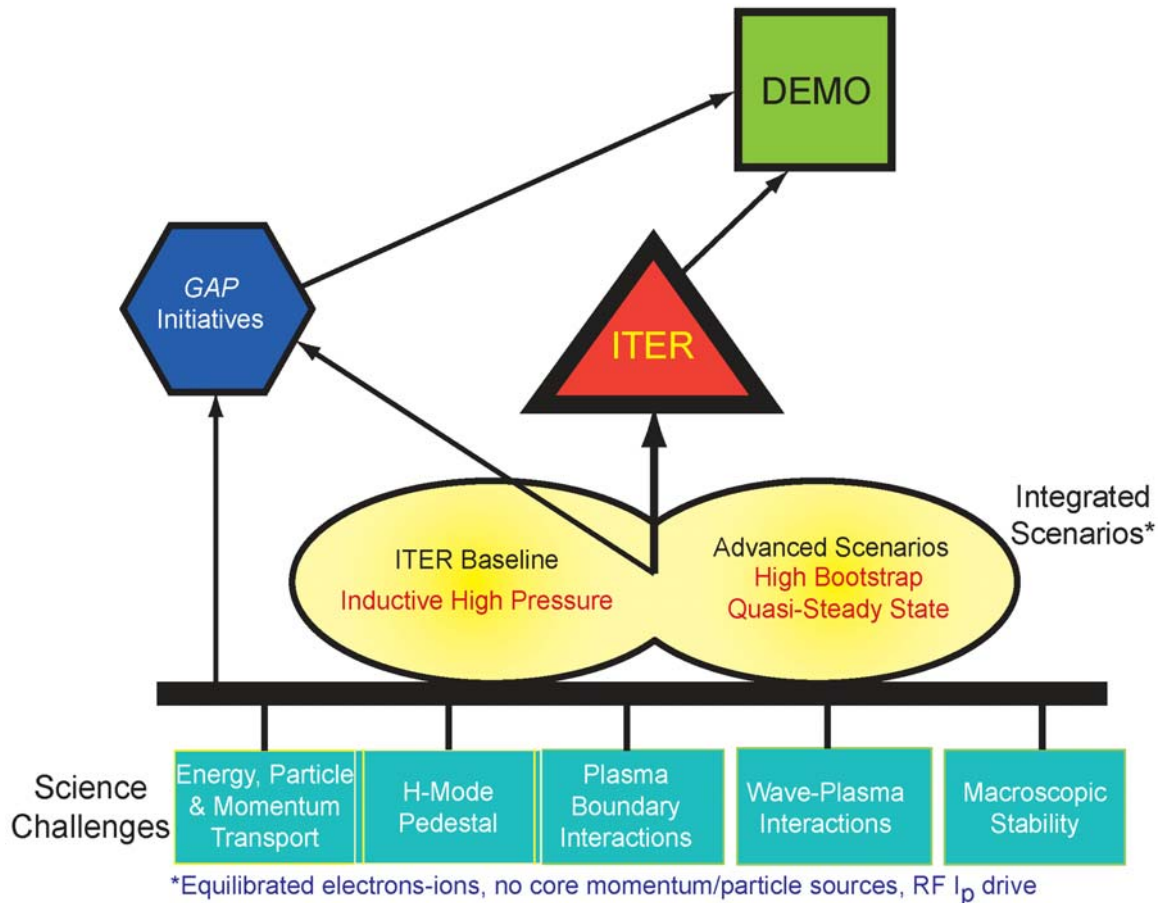 DEMO
GAP
Initiatives
ITER
Integrated
Scenarios*
ITER Baseline
Inductive High Pressure
Advanced Scenarios
High Bootstrap
Quasi-Steady State
Science
Challenges
Energy, Particle
& Momentum
Transport
H-Mode
Pedestal
Plasma
Boundary
Interactions
Wave-Plasma
Interactions
Macroscopic
Stability
*Equilibrated electrons-ions, no core momentum/particle sources, RF Ip drive